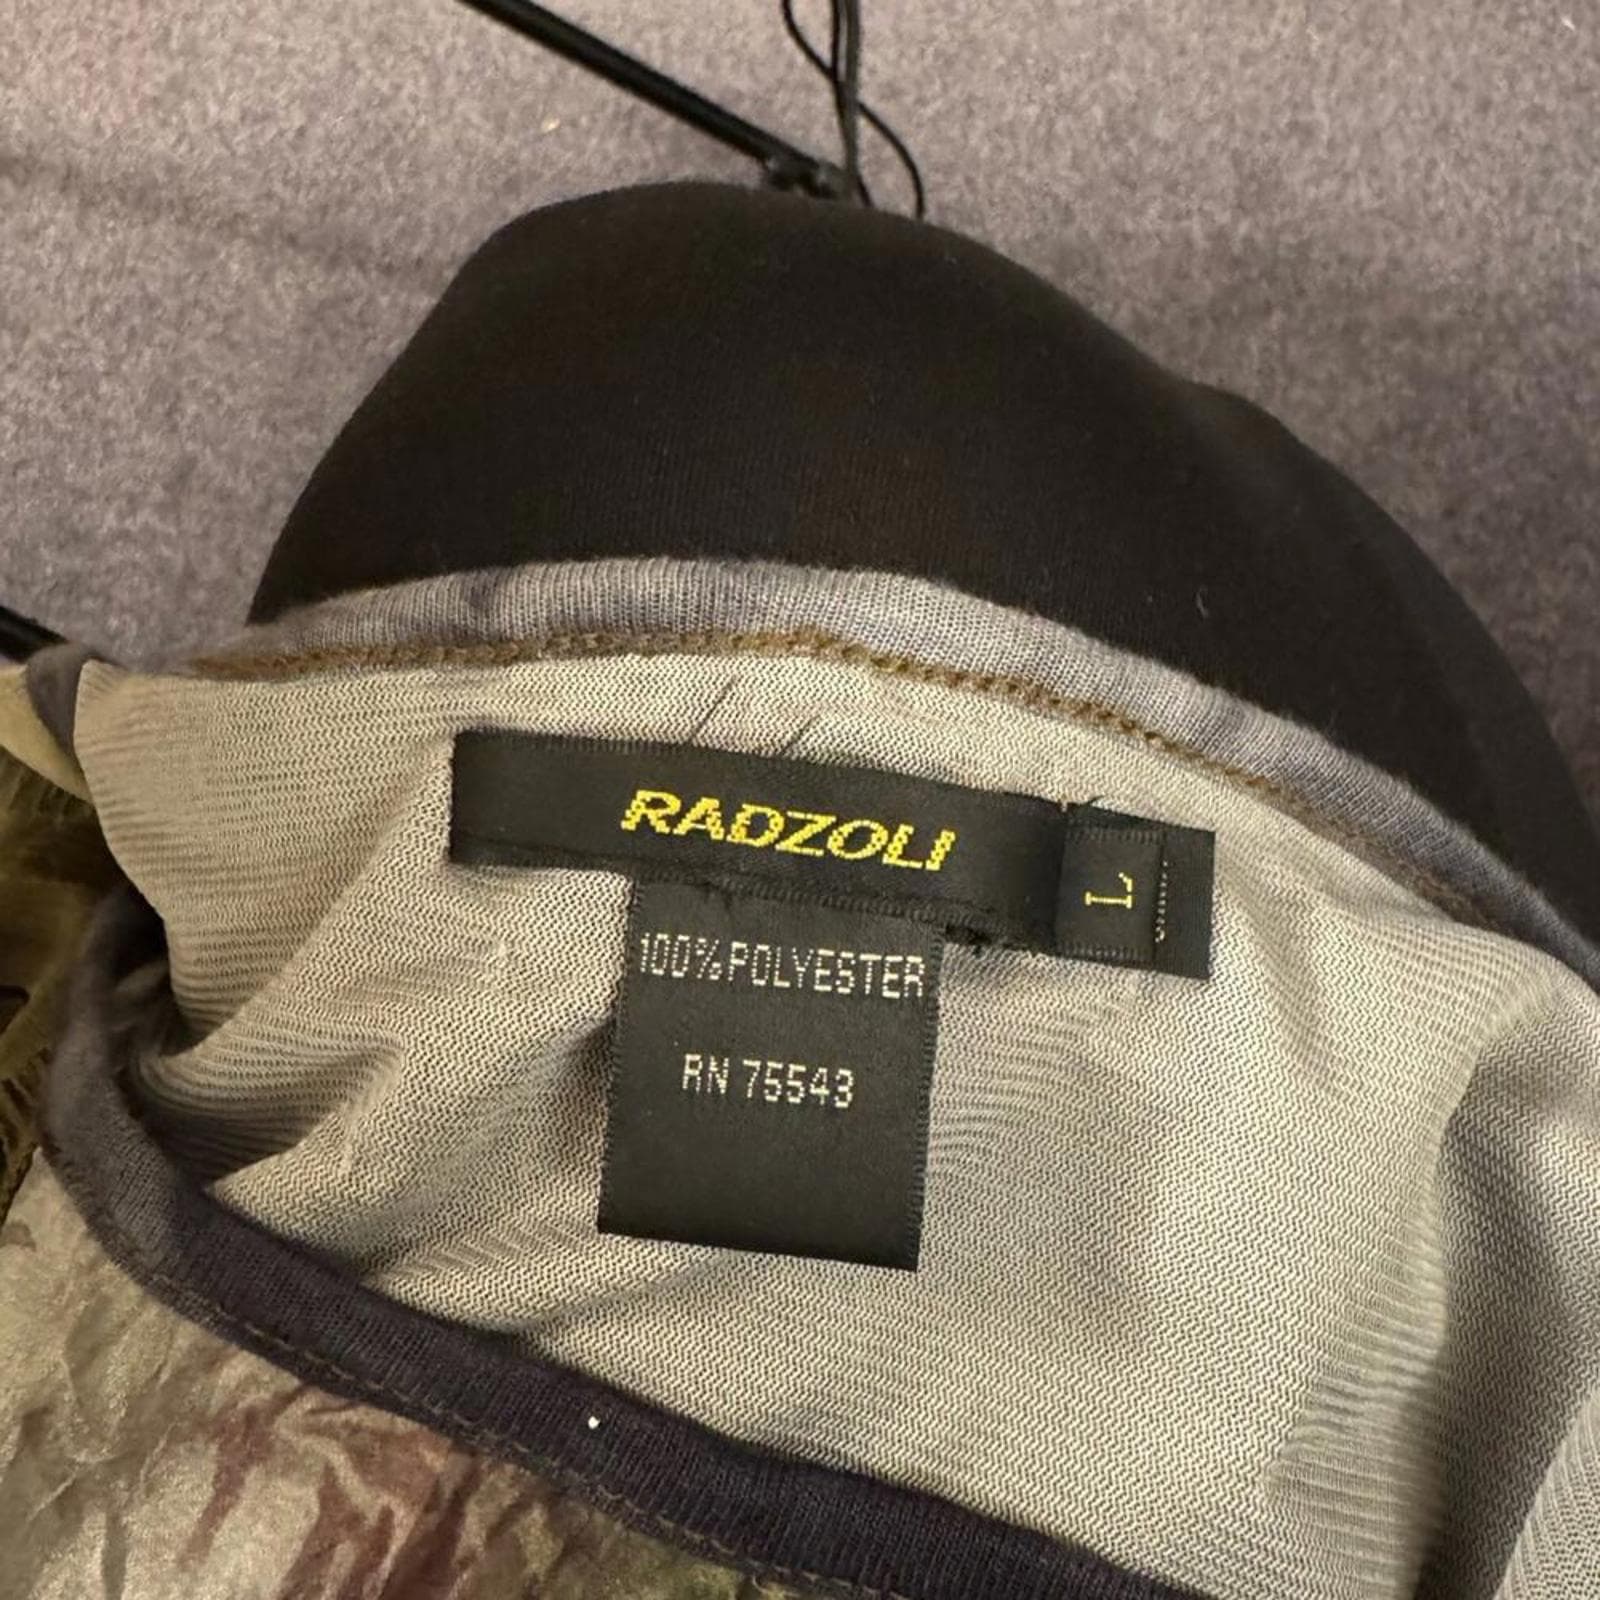 RADZOLI
L
100% POLYESTER
RN 75543